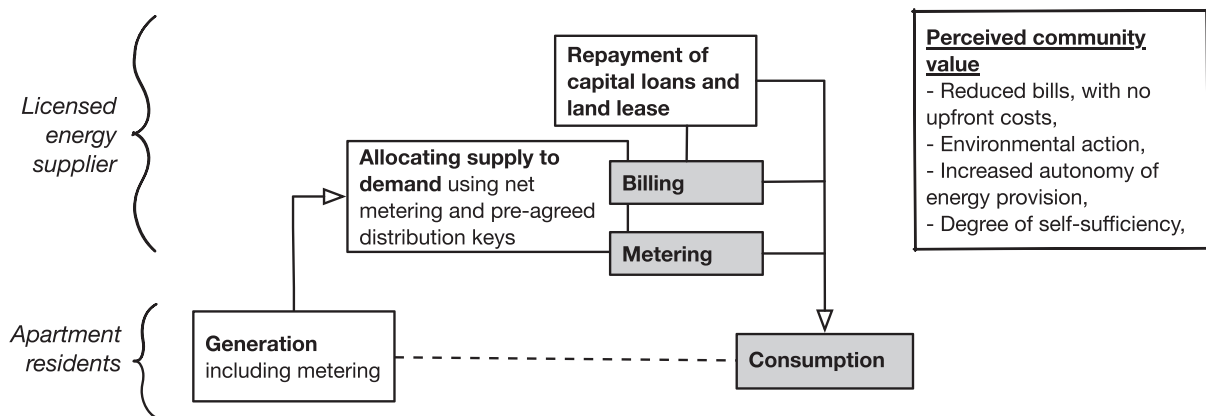 Licensed
energy
supplier
Repayment of
capital loans and
land lease
Allocating supply to
demand using net
metering and pre-agreed
distribution keys
Billing
Metering
Perceived community
value
- Reduced bills, with no
upfront costs,
- Environmental action,
- Increased autonomy of
energy provision,
- Degree of self-sufficiency,
Apartment
residents
Generation
including metering
Consumption